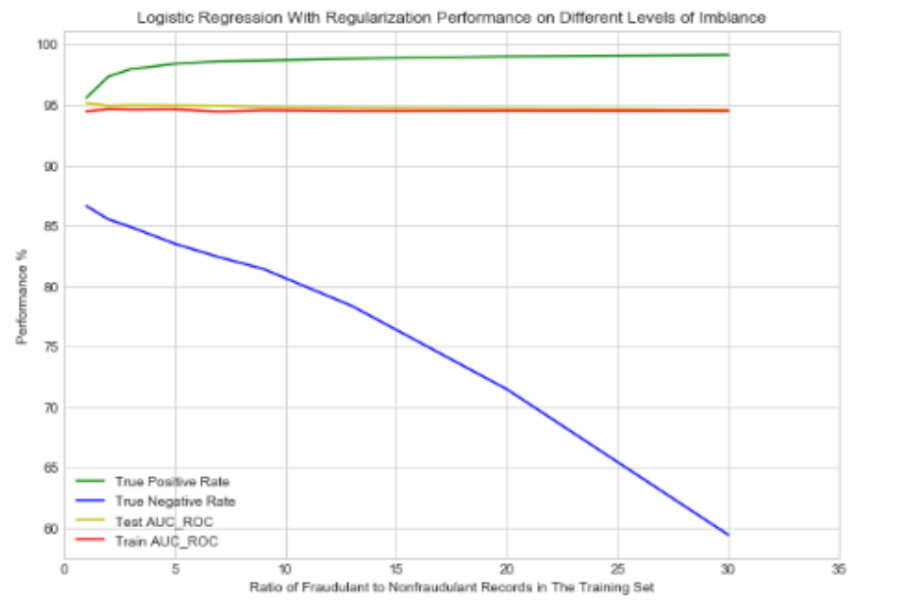 Logistic Regression With Regularization Performance on Different Levels of Imblance
100
95
90
85
80
75
70
65
60
Performance %
True Positive Rate
True Negative Rate
Test AUC_ROC
Train AUC_ROC
0 5 10 15 20 25 30 35
Ratio of Fraudulant to Nonfraudulant Records in The Training Set